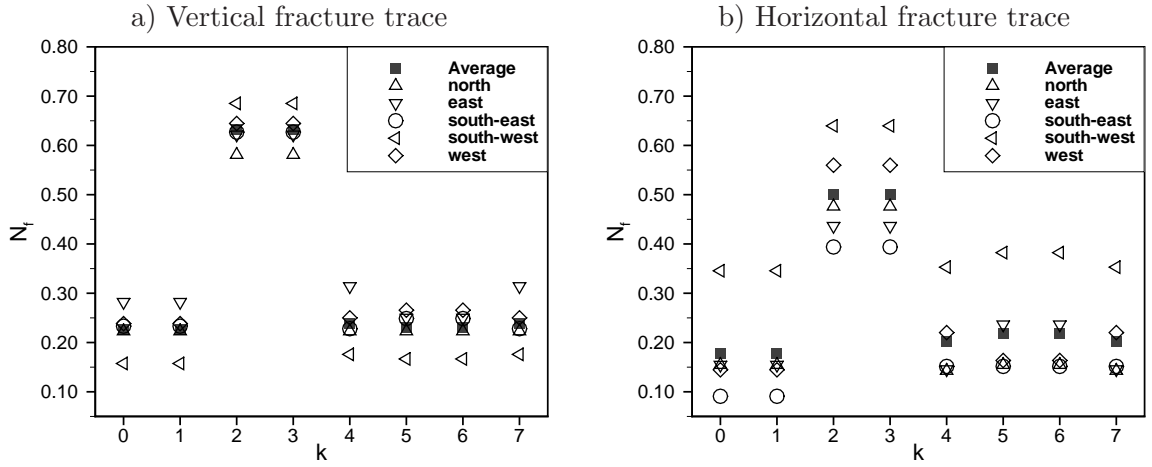 a) Vertical fracture trace
0.80
0.70
0.60
0.50
0.40
0.30
0.20
0.10
N_f
0 1 2 3 4 5 6 7
k
Average
north
east
south-east
south-west
west
b) Horizontal fracture trace
0.80
0.70
0.60
0.50
0.40
0.30
0.20
0.10
N_f
0 1 2 3 4 5 6 7
k
Average
north
east
south-east
south-west
west